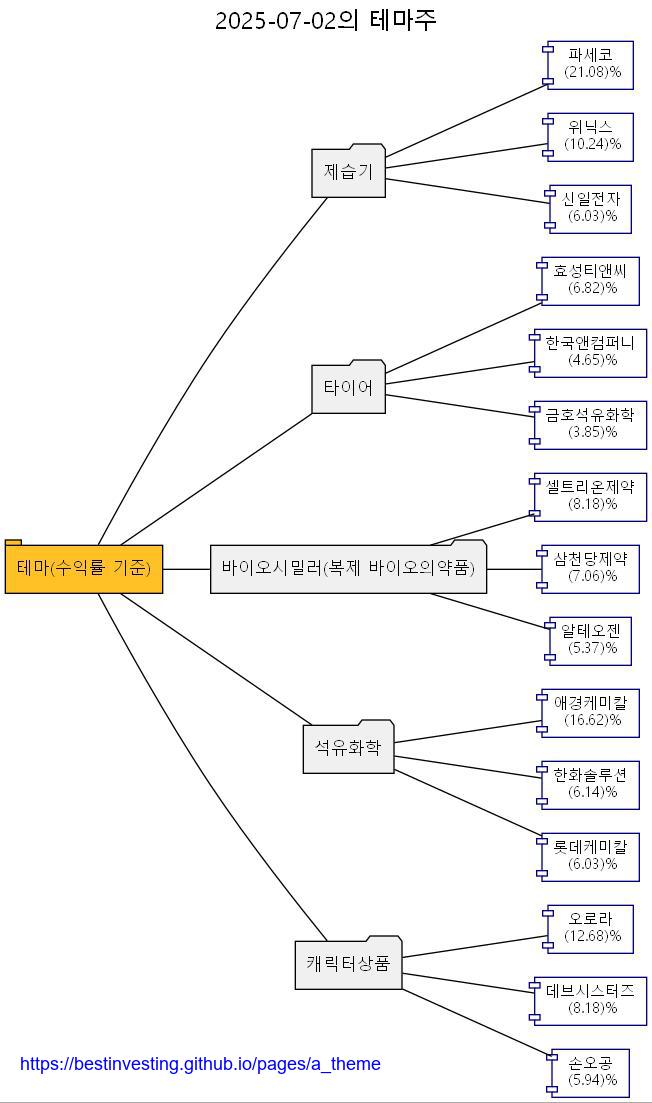 2025-07-02의 테마주
파세코
(21.08)%
위닉스
(10.24)%
제습기
신일전자
(6.03)%
효성티앤씨
(6.82)%
한국앤컴퍼니
(4.65)%
타이어
금호석유화학
(3.85)%
셀트리온제약
(8.18)%
테마(수익률 기준)
바이오시밀러(복제 바이오의약품)
삼천당제약
(7.06)%
알테오젠
(5.37)%
애경케미칼
(16.62)%
석유화학
한화솔루션
(6.14)%
롯데케미칼
(6.03)%
오로라
(12.68)%
캐릭터상품
데브시스터즈
(8.18)%
손오공
(5.94)%
https://bestinvesting.github.io/pages/a_theme